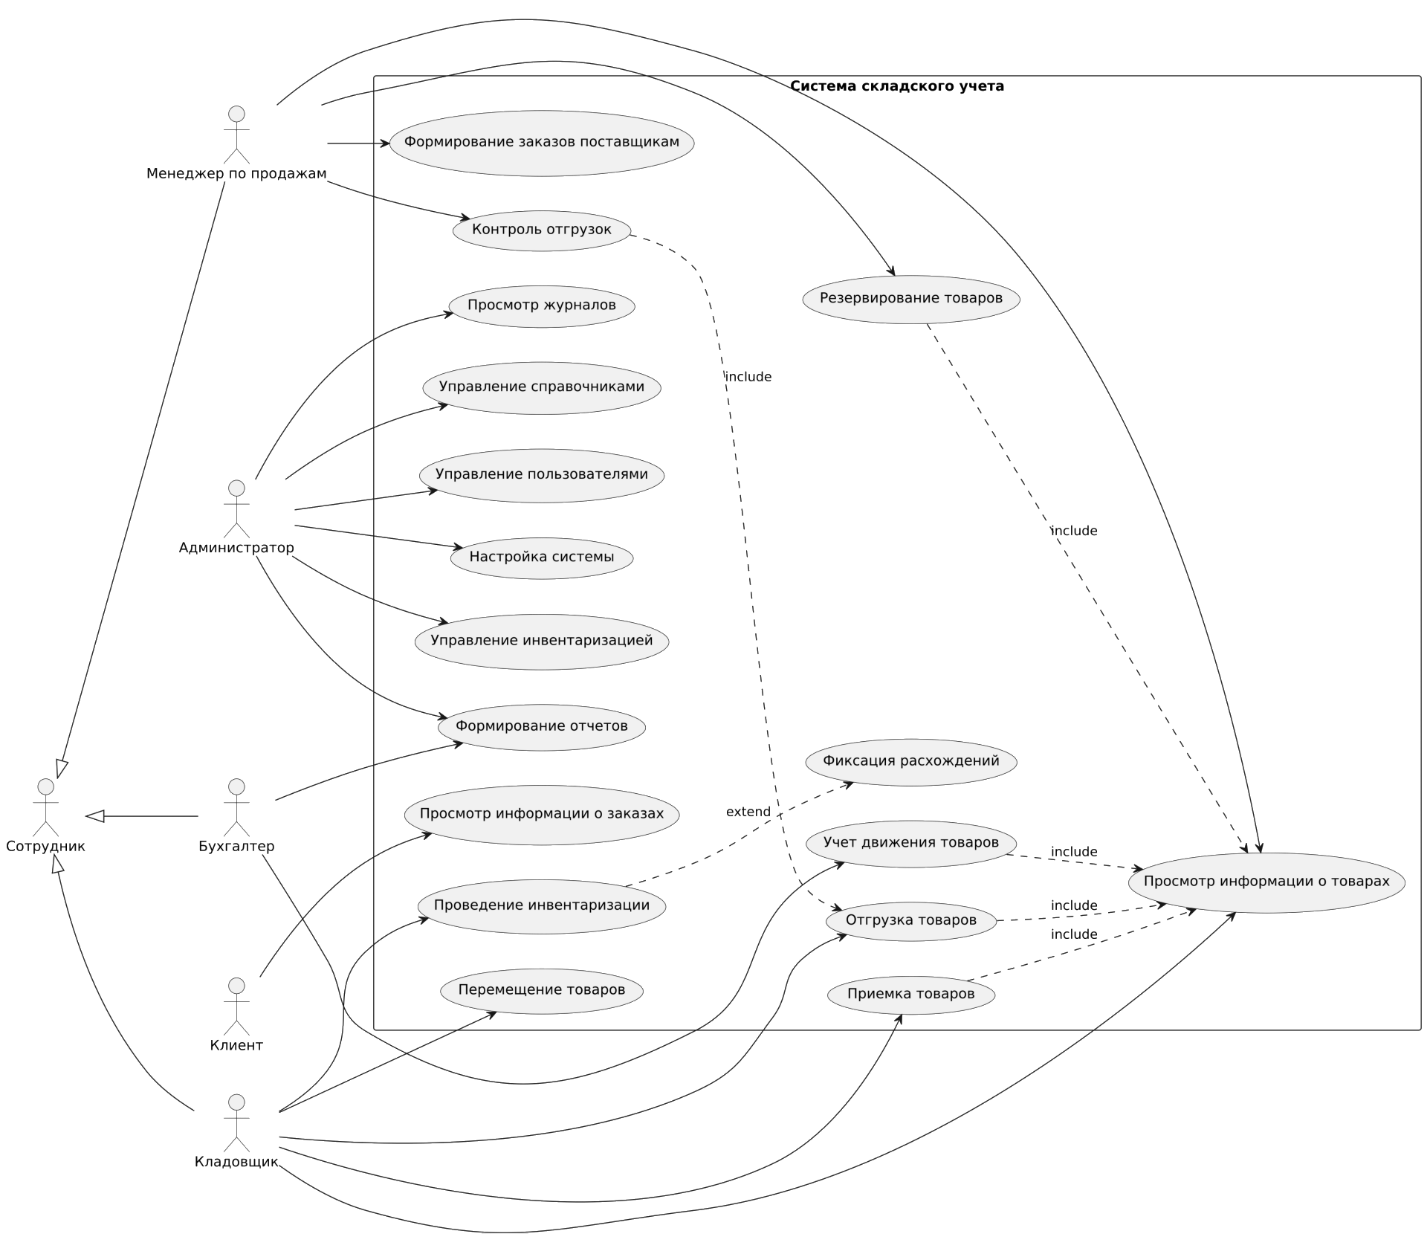 Система складского учета
Формирование заказов поставщикам
Менеджер по продажам
Контроль отгрузок
Резервирование товаров
Просмотр журналов
include
Управление справочниками
Управление пользователями
include
Администратор
Настройка системы
Управление инвентаризацией
Формирование отчетов
Фиксация расхождений
extend
Просмотр информации о заказах
Сотрудник
Бухгалтер
Учет движения товаров
include
Просмотр информации о товарах
Проведение инвентаризации
include
Отгрузка товаров
include
Перемещение товаров
Приемка товаров
Клиент
Кладовщик